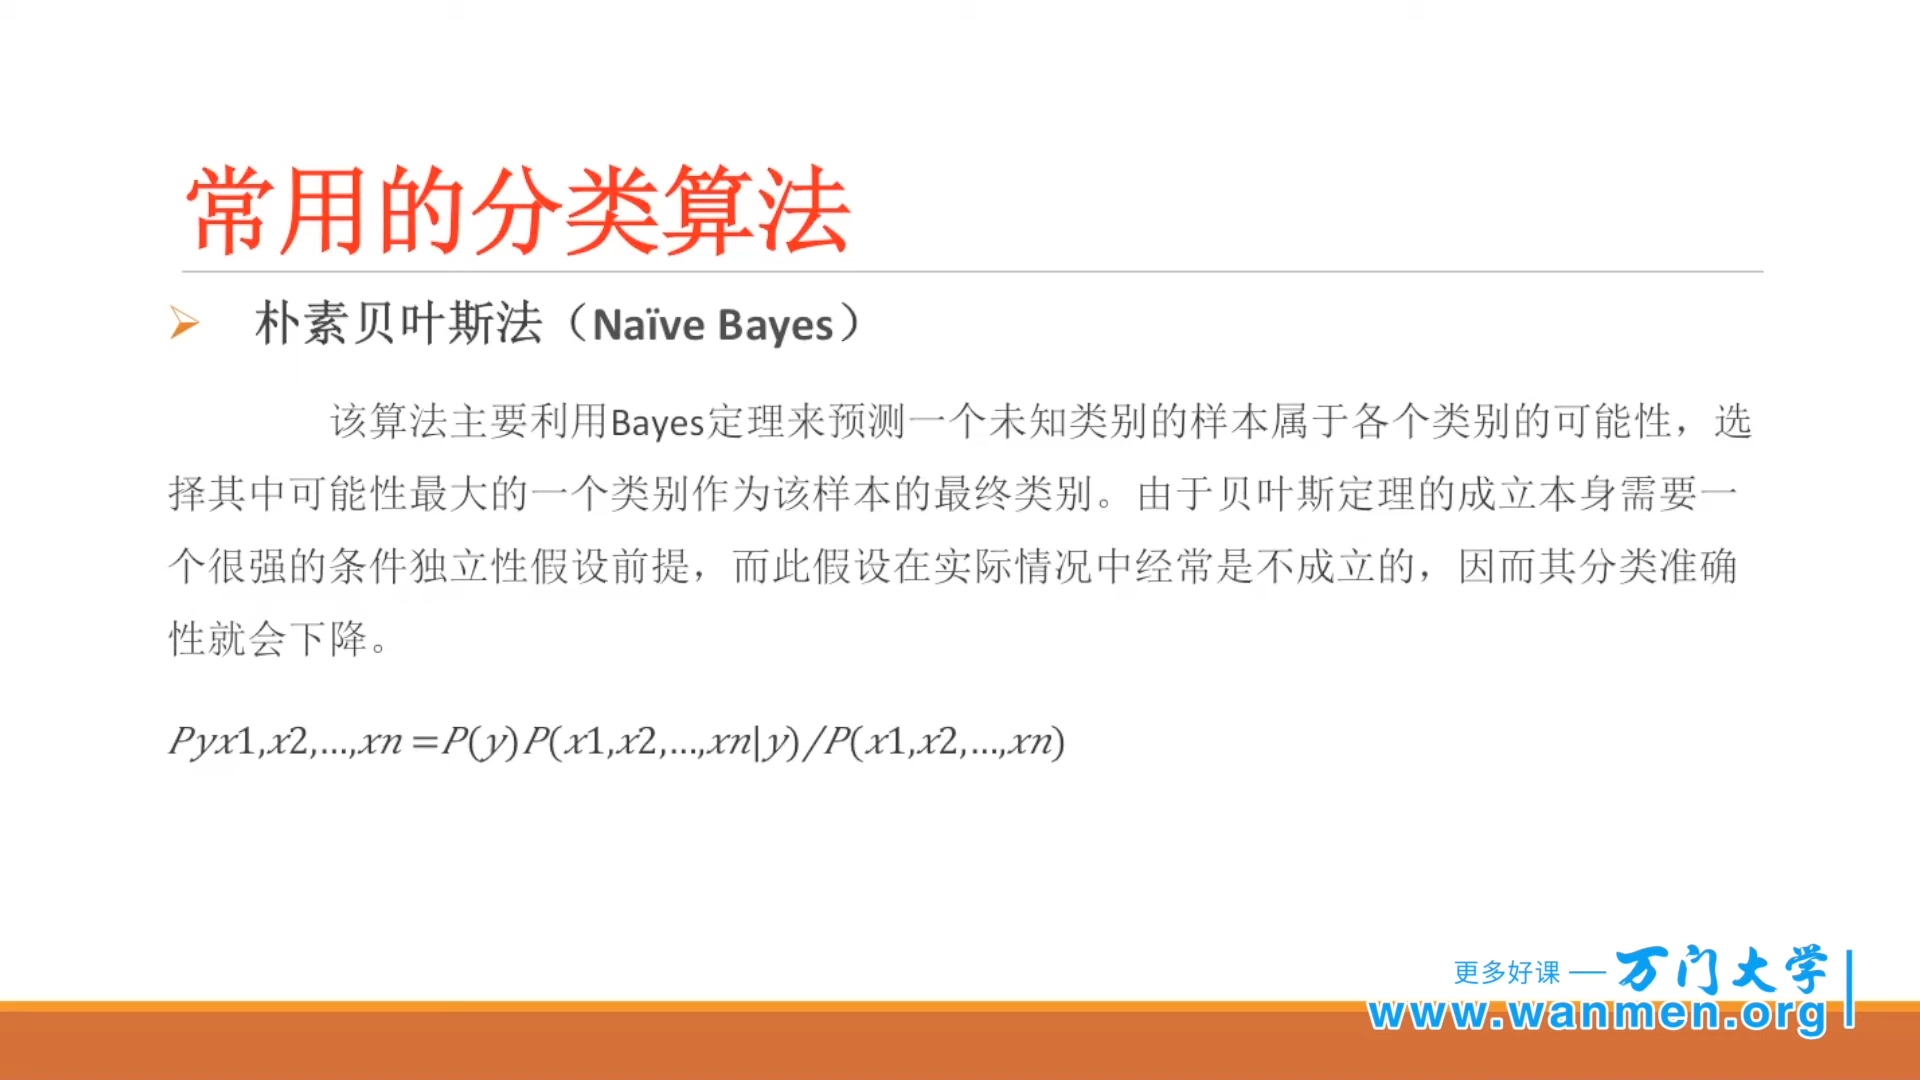 常用的分类算法
朴素贝叶斯法（Naïve Bayes）
该算法主要利用Bayes定理来预测一个未知类别的样本属于各个类别的可能性，选
择其中可能性最大的一个类别作为该样本的最终类别。由于贝叶斯定理的成立本身需要一
个很强的条件独立性假设前提，而此假设在实际情况中经常是不成立的，因而其分类准确
性就会下降。
Pyx1,x2,…,xn =P(y)P(x1,x2,…,xn|y)/P(x1,x2,…,xn)
更多好课 — 万门大学
www.wanmen.org